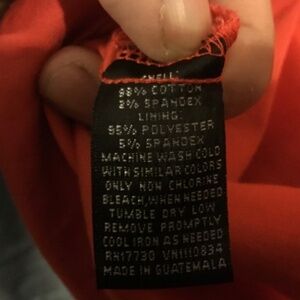 SHELL:
98% COTTON
2% SPANDEX
LINING:
95% POLYESTER
5% SPANDEX
MACHINE WASH COLD
WITH SIMILAR COLORS
ONLY NON CHLORINE
BLEACH, WHEN NEEDED
TUMBLE DRY LOW
REMOVE PROMPTLY
COOL IRON AS NEEDED
RN17730 VN1110834
MADE IN GUATEMALA